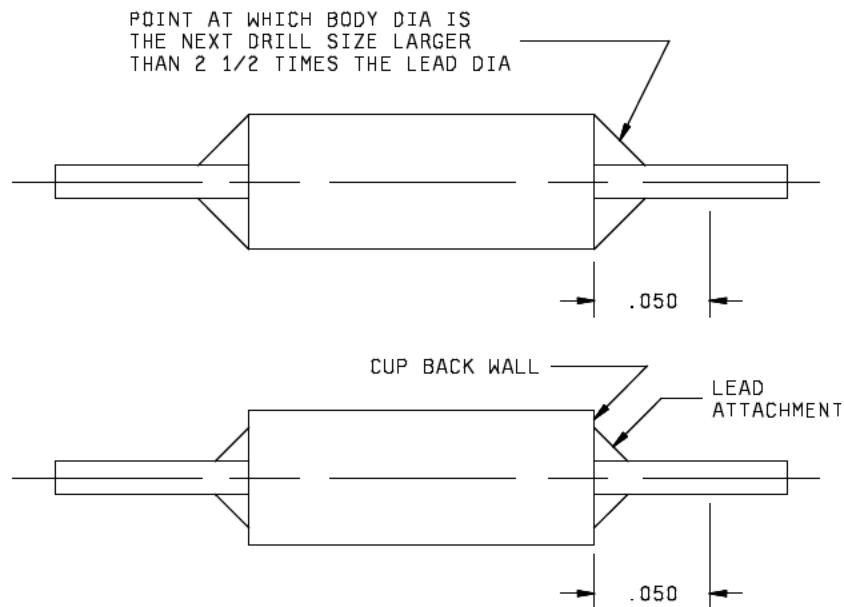 POINT AT WHICH BODY DIA IS
THE NEXT DRILL SIZE LARGER
THAN 2 1/2 TIMES THE LEAD DIA
.050
CUP BACK WALL
LEAD
ATTACHMENT
.050